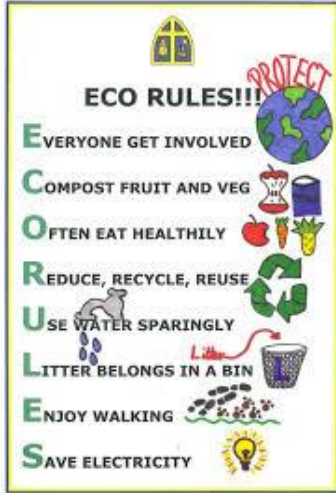 PROTECT
ECO RULES!!!
EVERYONE GET INVOLVED
COMPOST FRUIT AND VEG
OFTEN EAT HEALTHILY
REDUCE, RECYCLE, REUSE
USE WATER SPARINGLY
Litter
LITTER BELONGS IN A BIN
L
ENJOY WALKING
SAVE ELECTRICITY